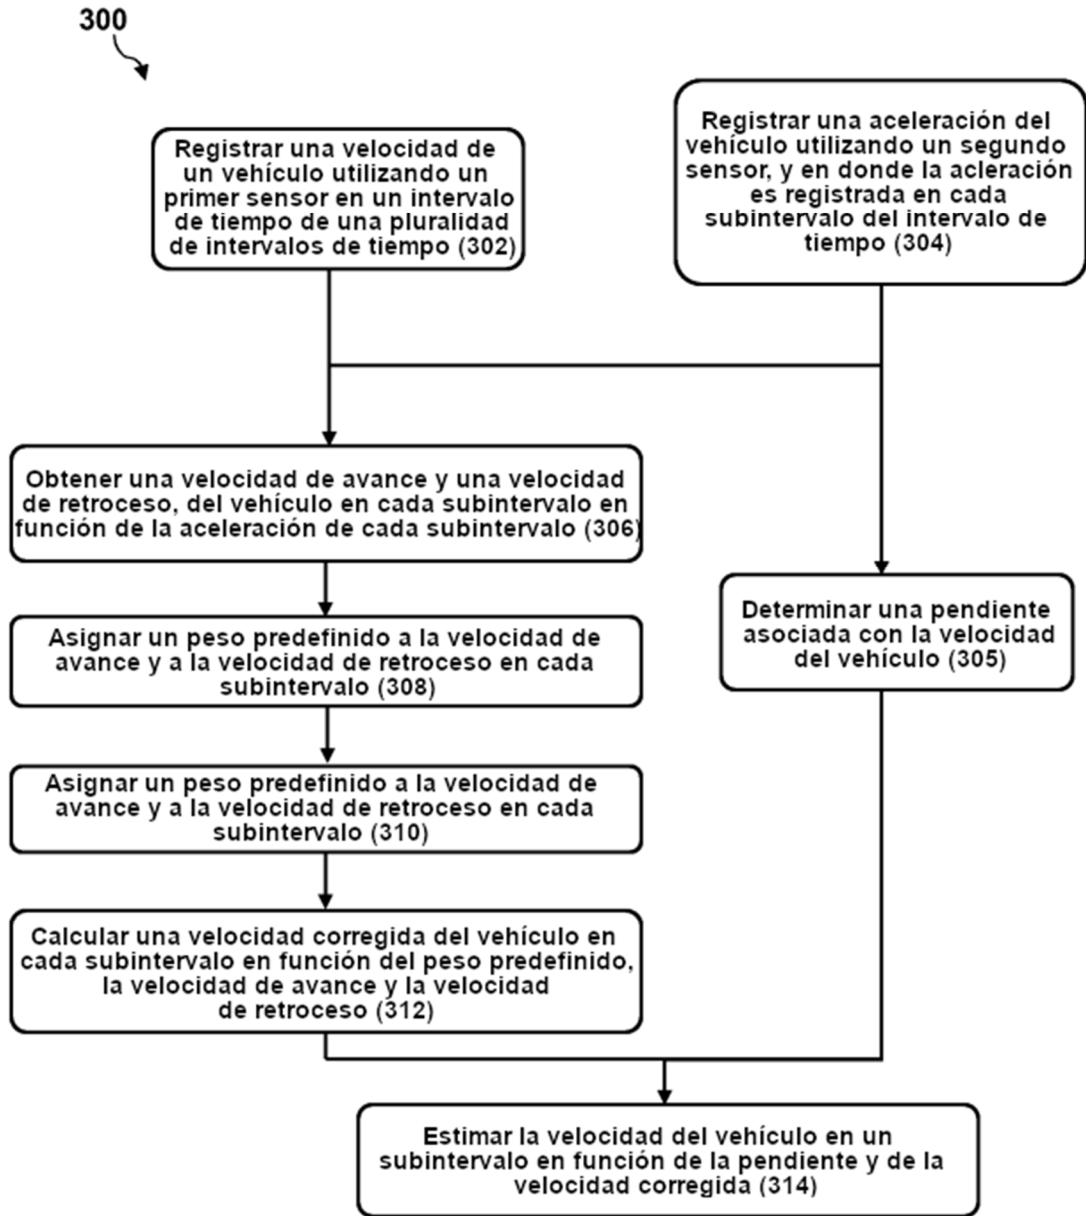 300
Registrar una velocidad de
un vehículo utilizando un
primer sensor en un intervalo
de tiempo de una pluralidad
de intervalos de tiempo (302)
Registrar una aceleración del
vehículo utilizando un segundo
sensor, y en donde la acleración
es registrada en cada
subintervalo del intervalo de
tiempo (304)
Obtener una velocidad de avance y una velocidad
de retroceso, del vehículo en cada subintervalo en
función de la aceleración de cada subintervalo (306)
Determinar una pendiente
asociada con la velocidad
del vehículo (305)
Asignar un peso predefinido a la velocidad de
avance y a la velocidad de retroceso en cada
subintervalo (308)
Asignar un peso predefinido a la velocidad de
avance y a la velocidad de retroceso en cada
subintervalo (310)
Calcular una velocidad corregida del vehículo en
cada subintervalo en función del peso predefinido,
la velocidad de avance y la velocidad
de retroceso (312)
Estimar la velocidad del vehículo en un
subintervalo en función de la pendiente y de la
velocidad corregida (314)